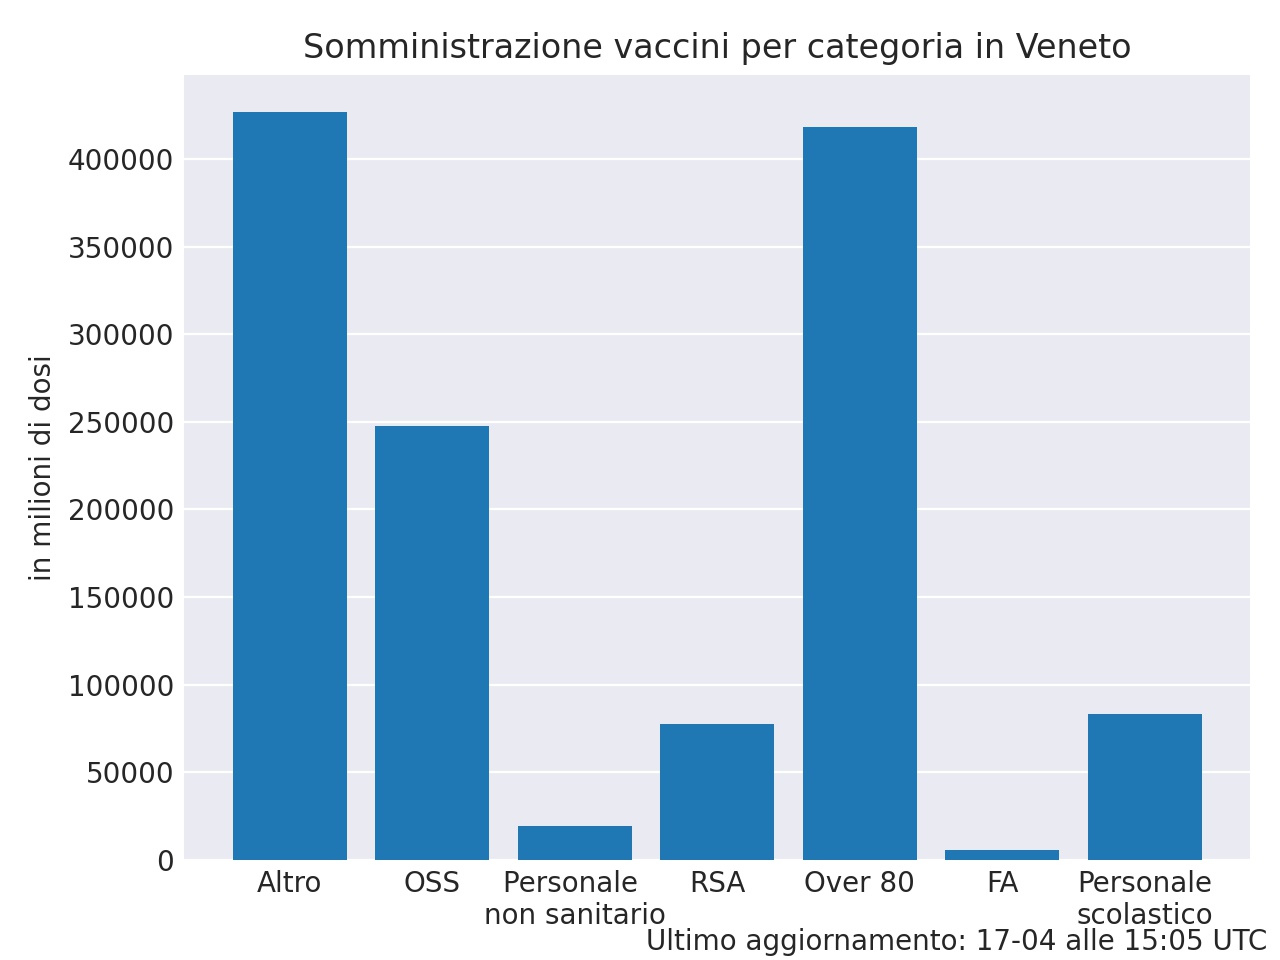 Somministrazione vaccini per categoria in Veneto
in milioni di dosi
400000
350000
300000
250000
200000
150000
100000
50000
0
Altro
OSS
Personale
non sanitario
RSA
Over 80
FA
Personale
scolastico
Ultimo aggiornamento: 17-04 alle 15:05 UTC